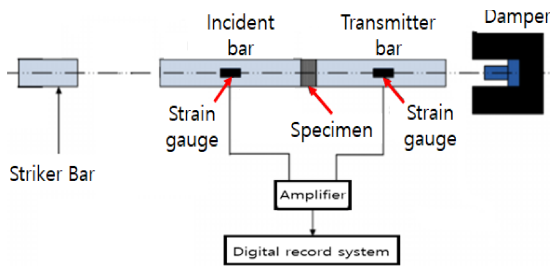 Incident
bar
Transmitter
bar
Damper
Strain
gauge
Specimen
Strain
gauge
Striker Bar
Amplifier
Digital record system